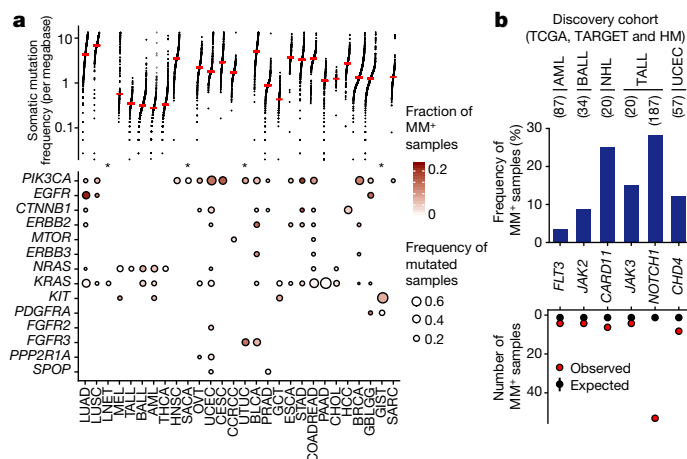 a
Somatic mutation
frequency (per megabase)
10
1
0.1
* * * *
PIK3CA
EGFR
CTNNB1
ERBB2
MTOR
ERBB3
NRAS
KRAS
KIT
PDGFRA
FGFR2
FGFR3
PPP2R1A
SPOP
LUAD
LUSC
LNET
MEL
TALL
BALL
AML
THCA
HNSC
SACA
OVT
UCEC
CESC
CCRCC
UTUC
BLCA
PRAD
GCT
ESCA
STAD
COADREAD
PAAD
CHOL
HCC
BRCA
GBLGG
GIST
SARC
Fraction of
MM⁺
samples
0.2
0
Frequency of
mutated samples
0.6
0.4
0.2
b
Discovery cohort
(TCGA, TARGET and HM)
(87) AML
(34) BALL
(20) NHL
(20) TALL
(187)
(57) UCEC
Frequency of
MM⁺ samples (%)
30
20
10
0
FLT3
JAK2
CARD11
JAK3
NOTCH1
CHD4
Number of
MM⁺ samples
0
20
40
Observed
Expected